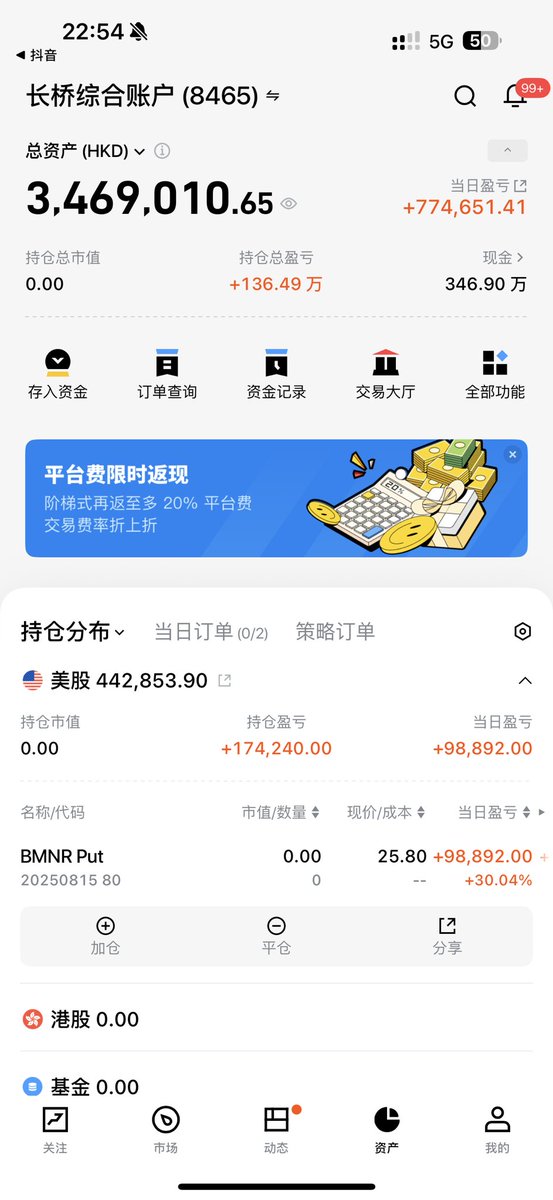 22:54
5G
50
抖音
长桥综合账户 (8465)
99+
总资产 (HKD)
当日盈亏
3,469,010.65
+774,651.41
持仓总市值 持仓总盈亏 现金
0.00 +136.49 万 346.90 万
存入资金 订单查询 资金记录 交易大厅 全部功能
平台费限时返现
阶梯式再返至多 20% 平台费
交易费率折上折
20%
持仓分布 当日订单 (0/2) 策略订单
美股 442,853.90
持仓市值 持仓盈亏 当日盈亏
0.00 +174,240.00 +98,892.00
名称/代码 市值/数量 现价/成本 当日盈亏
BMNR Put 0.00 25.80 +98,892.00 +
20250815 80 0 -- +30.04%
加仓 平仓 分享
港股 0.00
基金 0.00
关注 市场 动态 资产 我的